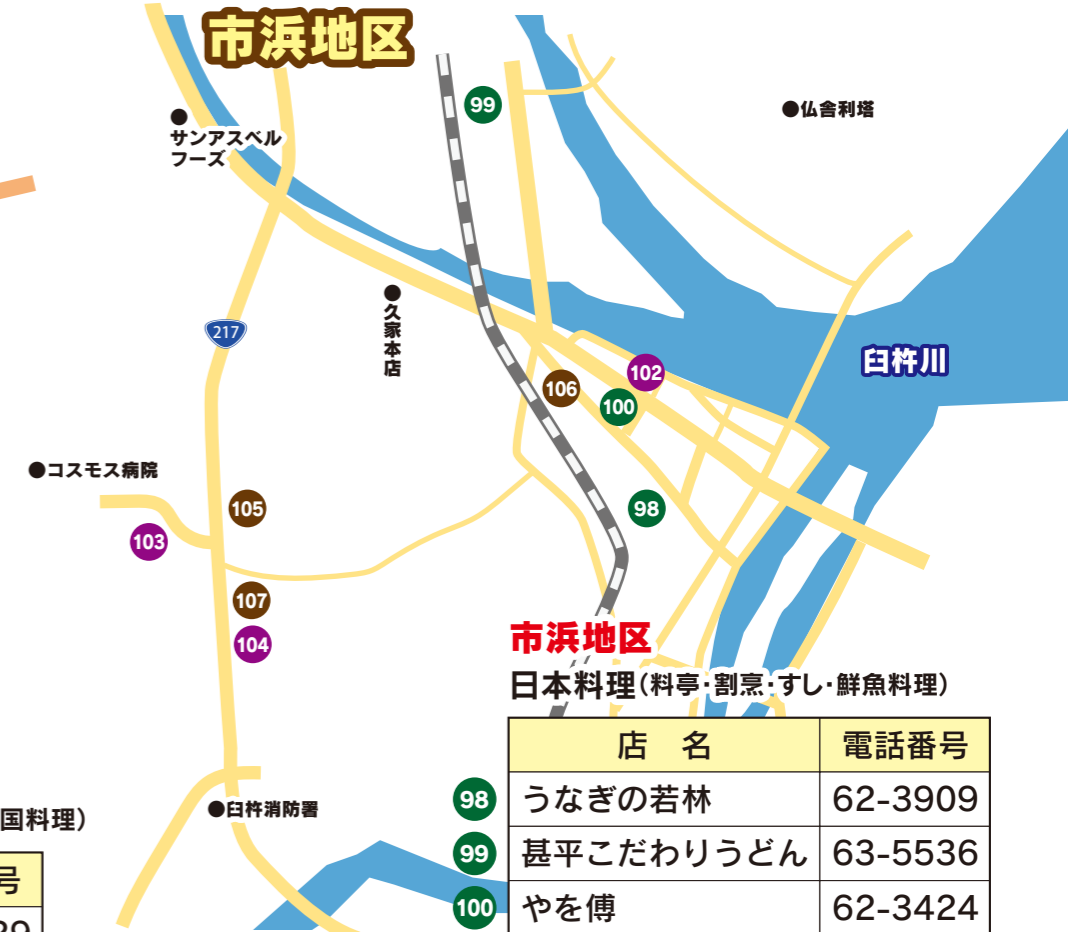 市浜地区
99
●仏舎利塔
●
サンアスベル
フーズ
217
●久家本店
臼杵川
102
106
100
●コスモス病院
105
98
103
107
104
市浜地区
日本料理(料亭・割烹・すし・鮮魚料理)
店 名 電話番号
98 うなぎの若林 62-3909
●臼杵消防署
国料理)
99 甚平こだわりうどん 63-5536
号
100 やを傳 62-3424